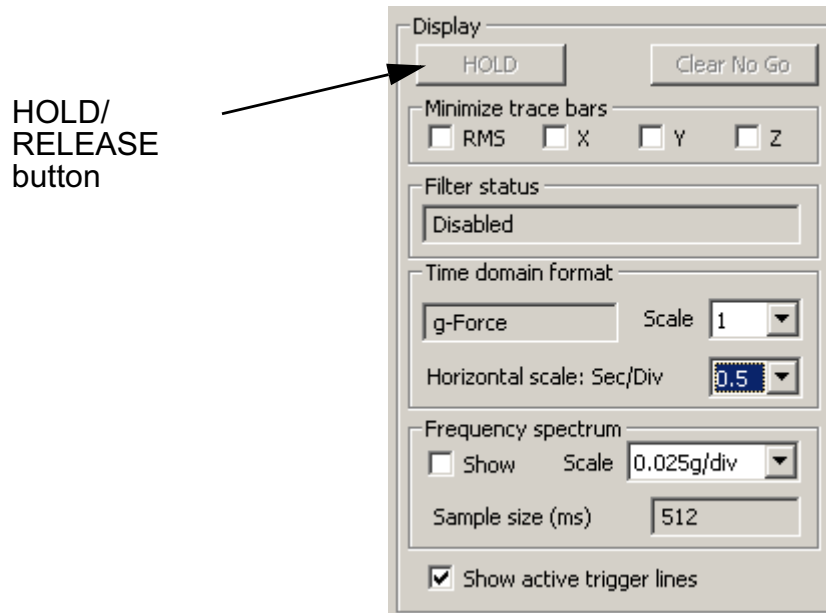 Display
HOLD Clear No Go
HOLD/
RELEASE
button
Minimize trace bars
RMS X Y Z
Filter status
Disabled
Time domain format
g-Force Scale 1
Horizontal scale: Sec/Div 0.5
Frequency spectrum
Show Scale 0.025g/div
Sample size (ms) 512
Show active trigger lines